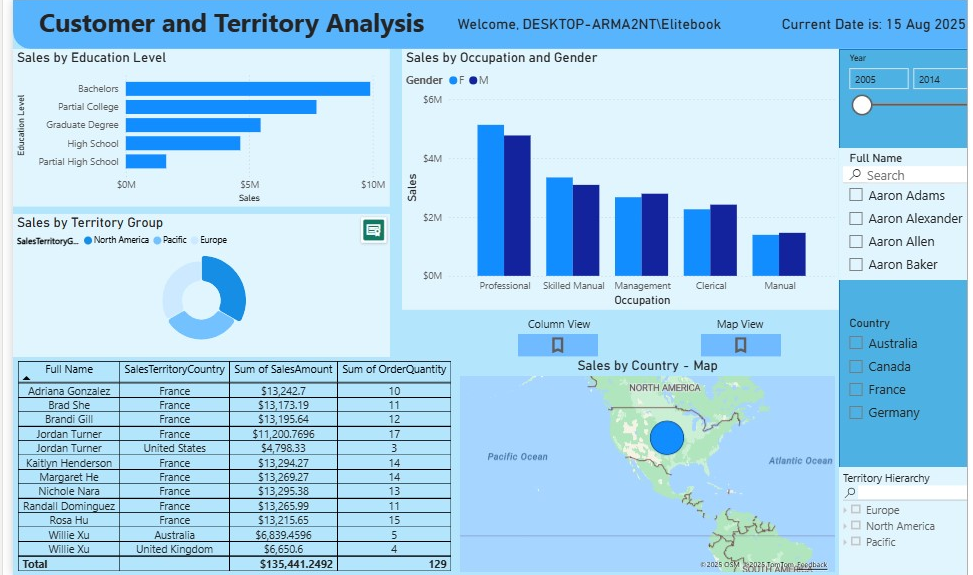 Customer and Territory Analysis
Welcome, DESKTOP-ARMA2NT\Elitebook
Current Date is: 15 Aug 2025
Sales by Education Level
Education Level
Bachelors
Partial College
Graduate Degree
High School
Partial High School
$0M $5M $10M
Sales
Sales by Occupation and Gender
Gender F M
Sales
$6M
$4M
$2M
$0M
Professional Skilled Manual Management Clerical Manual
Occupation
Year
2005 2014
Full Name
Search
Aaron Adams
Aaron Alexander
Aaron Allen
Aaron Baker
Sales by Territory Group
SalesTerritoryG... North America Pacific Europe
Column View
Map View
Country
Australia
Canada
France
Germany
Full Name SalesTerritoryCountry Sum of SalesAmount Sum of OrderQuantity
Adriana Gonzalez France $13,242.7 10
Brad She France $13,173.19 11
Brandi Gill France $13,195.64 12
Jordan Turner France $11,200.7696 17
Jordan Turner United States $4,798.33 3
Kaitlyn Henderson France $13,294.27 14
Margaret He France $13,269.27 14
Nichole Nara France $13,295.38 13
Randall Dominguez France $13,265.99 11
Rosa Hu France $13,215.65 15
Willie Xu Australia $6,839.4596 5
Willie Xu United Kingdom $6,650.6 4
Total $135,441.2492 129
Sales by Country - Map
NORTH AMERICA
Pacific Ocean
Atlantic Ocean
SOUTH AMERICA
© 2025 OSM © 2025 TomTom Feedback
Territory Hierarchy
Europe
North America
Pacific